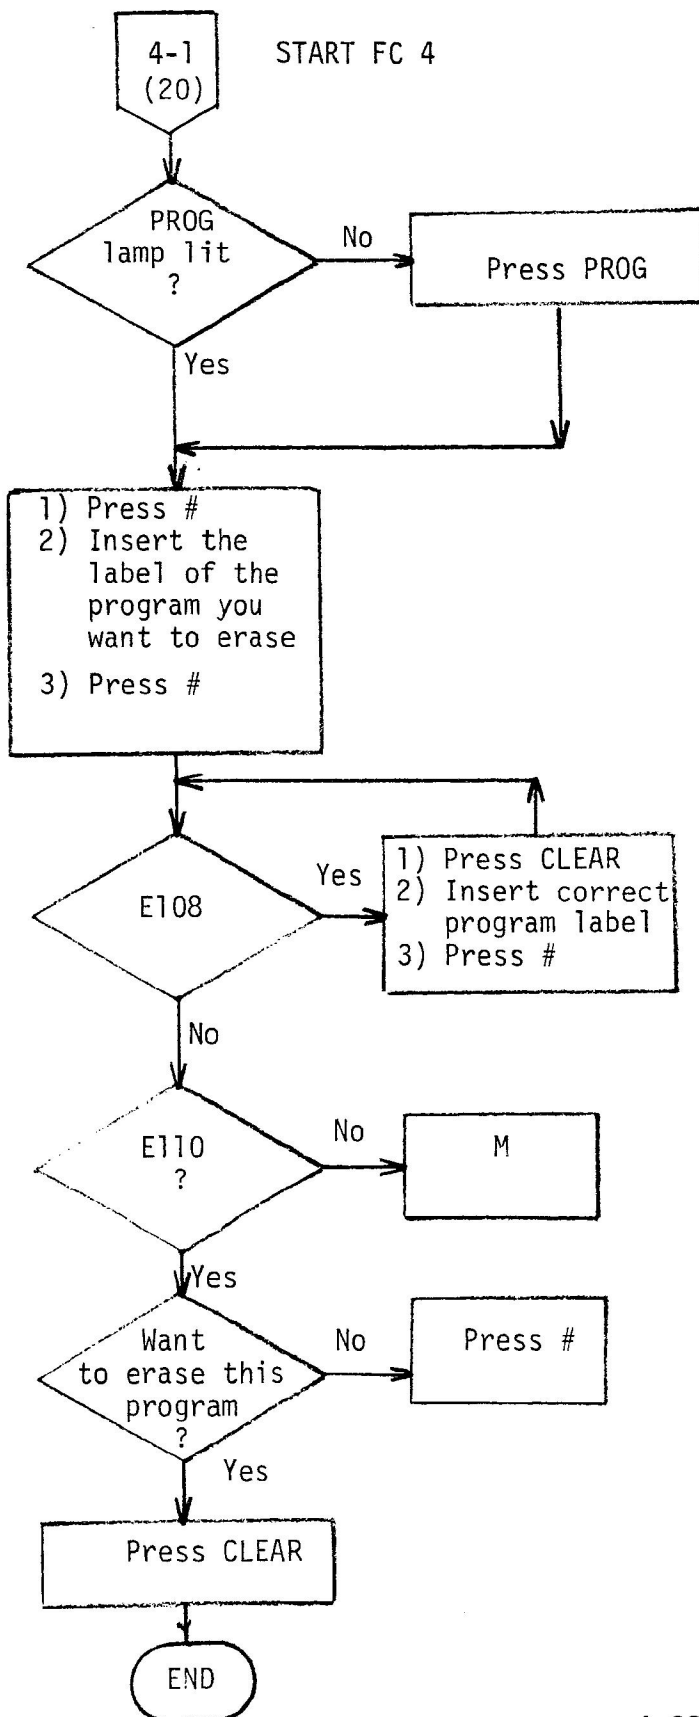 4-1
(20)
START FC 4
PROG
lamp lit
?
No
Press PROG
Yes
1) Press #
2) Insert the
label of the
program you
want to erase
3) Press #
E108
Yes
1) Press CLEAR
2) Insert correct
program label
3) Press #
No
E110
?
No
M
Yes
Want
to erase this
program
?
No
Press #
Yes
Press CLEAR
END